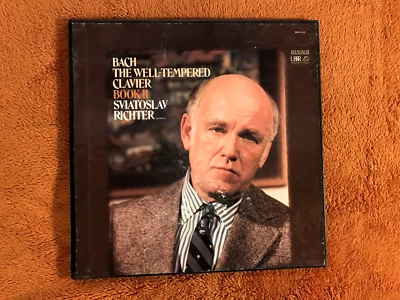 BACH
THE WELL-TEMPERED
CLAVIER
BOOK II
SVIATOSLAV
RICHTER